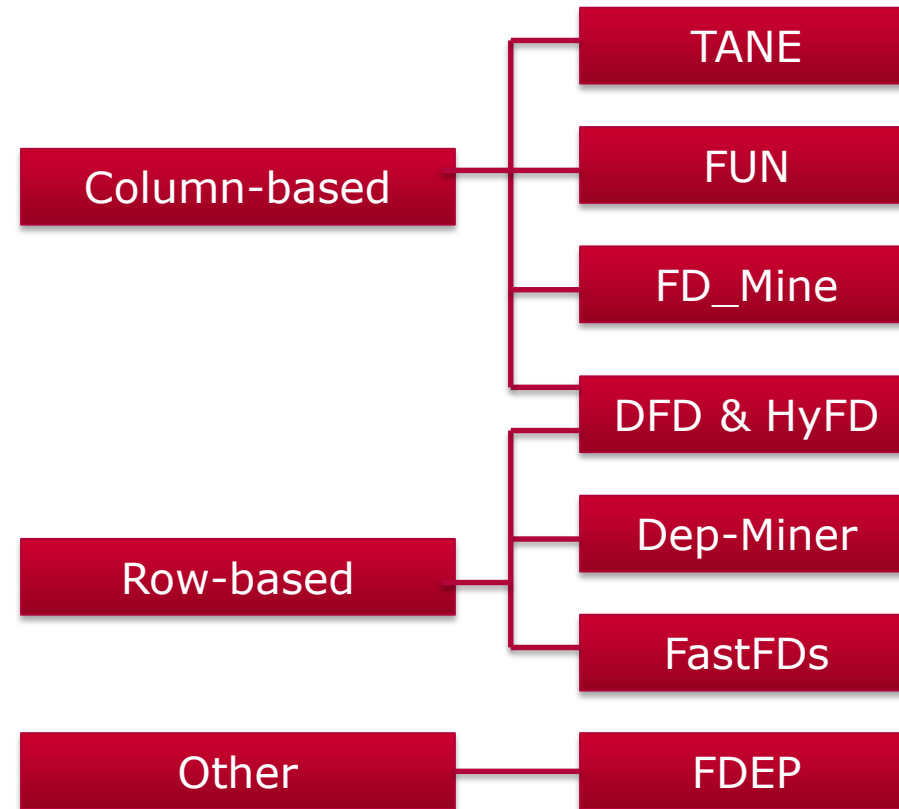 TANE
Column-based
FUN
FD_Mine
DFD & HyFD
Dep-Miner
Row-based
FastFDs
Other
FDEP